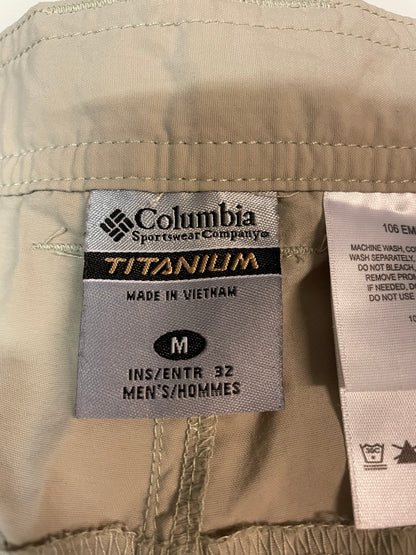 Columbia
Sportswear Company®
TITANIUM
MADE IN VIETNAM
M
INS/ENTR 32
MEN'S/HOMMES
106 EM
MACHINE WASH, CO
WASH SEPARATELY,
DO NOT BLEACH,
REMOVE PROM
IF NEEDED, DO
DO NOT USE
10